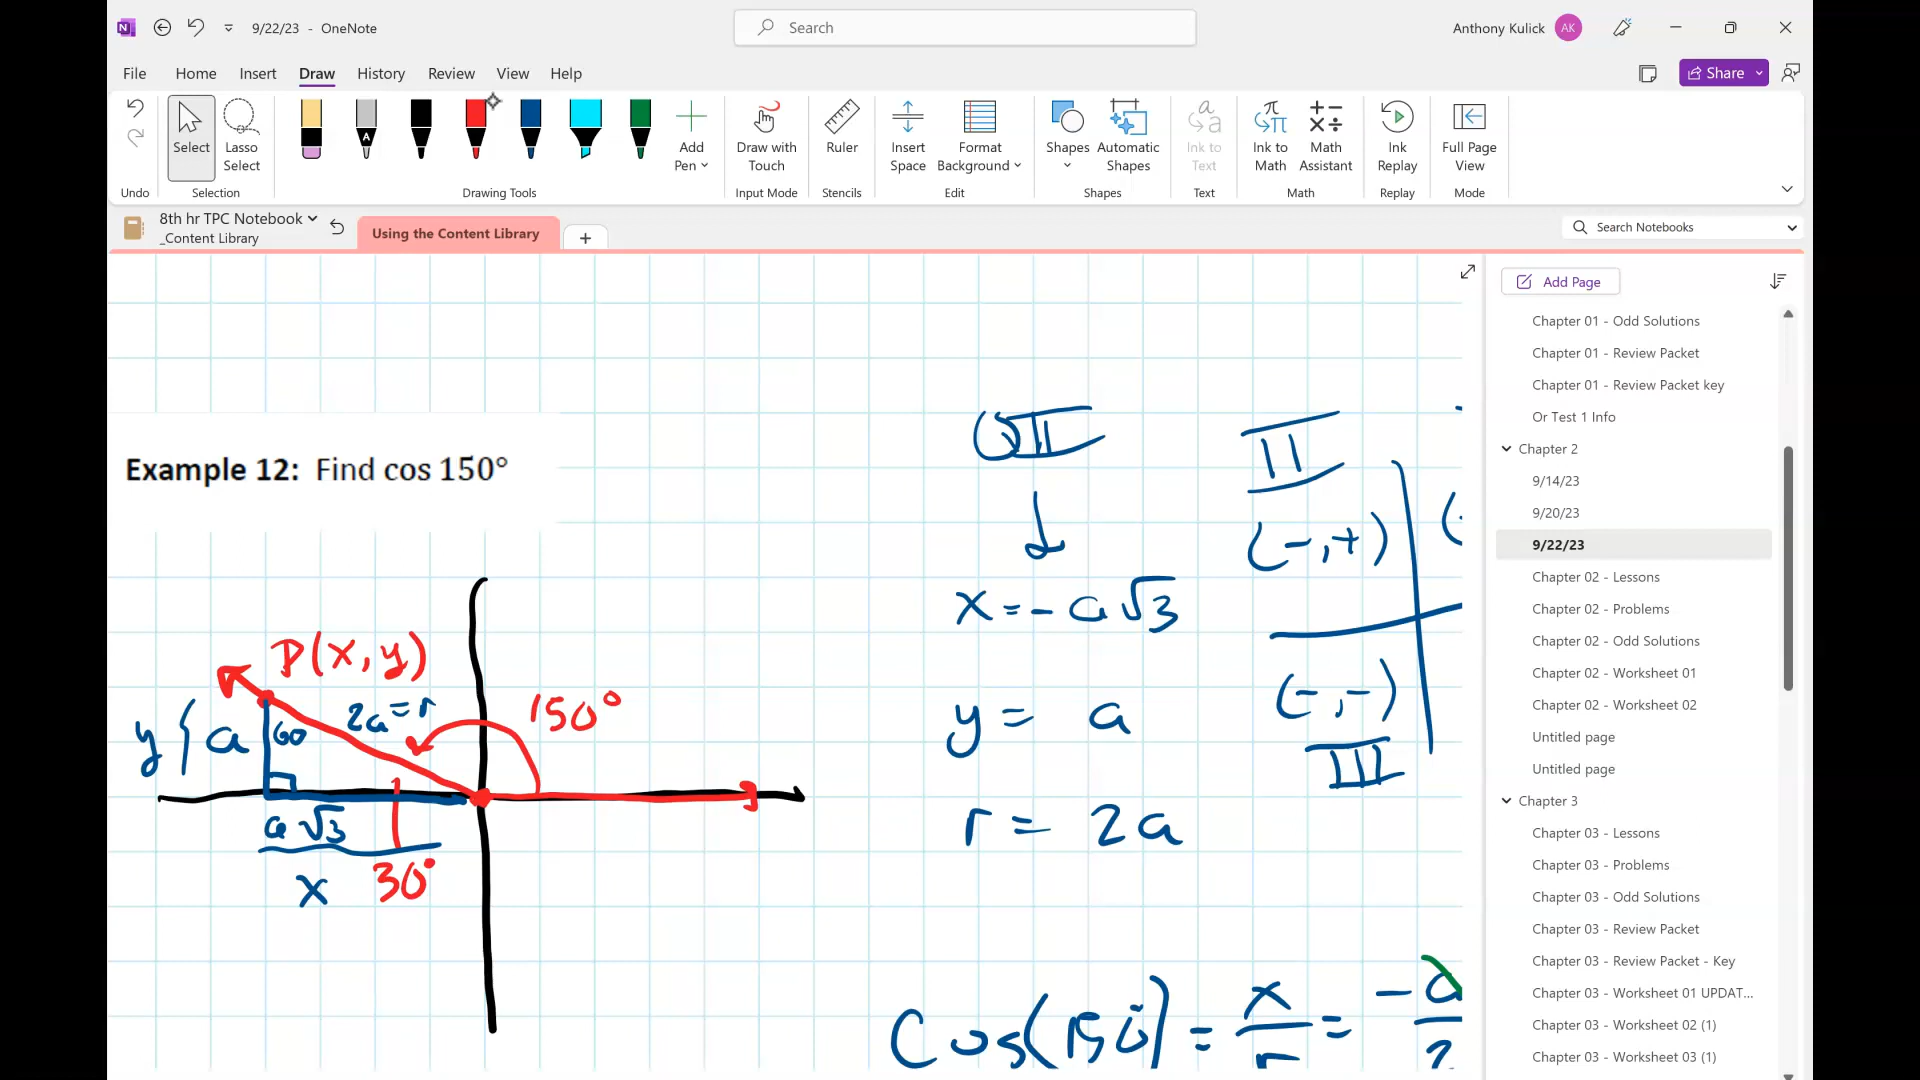 9/22/23 - OneNote
Search
Anthony Kulick AK
File Home Insert Draw History Review View Help
Share
Select
Lasso Select
A
Add Pen
Draw with Touch
Ruler
Insert Space
Format Background
Shapes
Automatic Shapes
Ink to Text
Ink to Math
Math Assistant
Ink Replay
Full Page View
Undo Selection Drawing Tools Input Mode Stencils Edit Shapes Text Math Replay Mode
8th hr TPC Notebook
_Content Library
Using the Content Library
+
Search Notebooks
Add Page
Chapter 01 - Odd Solutions
Chapter 01 - Review Packet
Chapter 01 - Review Packet key
Or Test 1 Info
Chapter 2
9/14/23
9/20/23
9/22/23
Chapter 02 - Lessons
Chapter 02 - Problems
Chapter 02 - Odd Solutions
Chapter 02 - Worksheet 01
Chapter 02 - Worksheet 02
Untitled page
Untitled page
Chapter 3
Chapter 03 - Lessons
Chapter 03 - Problems
Chapter 03 - Odd Solutions
Chapter 03 - Review Packet
Chapter 03 - Review Packet - Key
Chapter 03 - Worksheet 01 UPDAT...
Chapter 03 - Worksheet 02 (1)
Chapter 03 - Worksheet 03 (1)
Example 12: Find cos 150°
P(x, y)
2a = r
150°
y { a
60
a√3
x
30°
QII
x = - a√3
y = a
r = 2a
II
(-,+)
(-,-)
III
Cos(150°) = x/r = -a
2